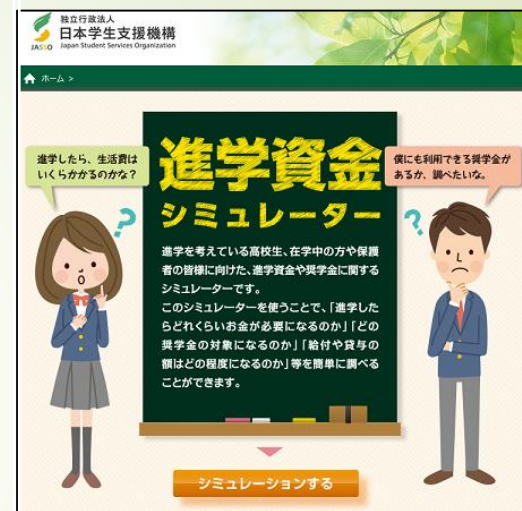 独立行政法人
日本学生支援機構
JASSO Japan Student Services Organization
ホーム >
進学したら、生活費は
いくらかかるのかな？
僕にも利用できる奨学金が
あるか、調べたいな。
進学資金
シミュレーター
進学を考えている高校生、在学中の方や保護
者の皆様に向けた、進学資金や奨学金に関する
シミュレーターです。
このシミュレーターを使うことで、「進学した
らどれくらいお金が必要になるのか」「どの
奨学金の対象になるのか」「給付や貸与の
額はどの程度になるのか」等を簡単に調べる
ことができます。
シミュレーションする